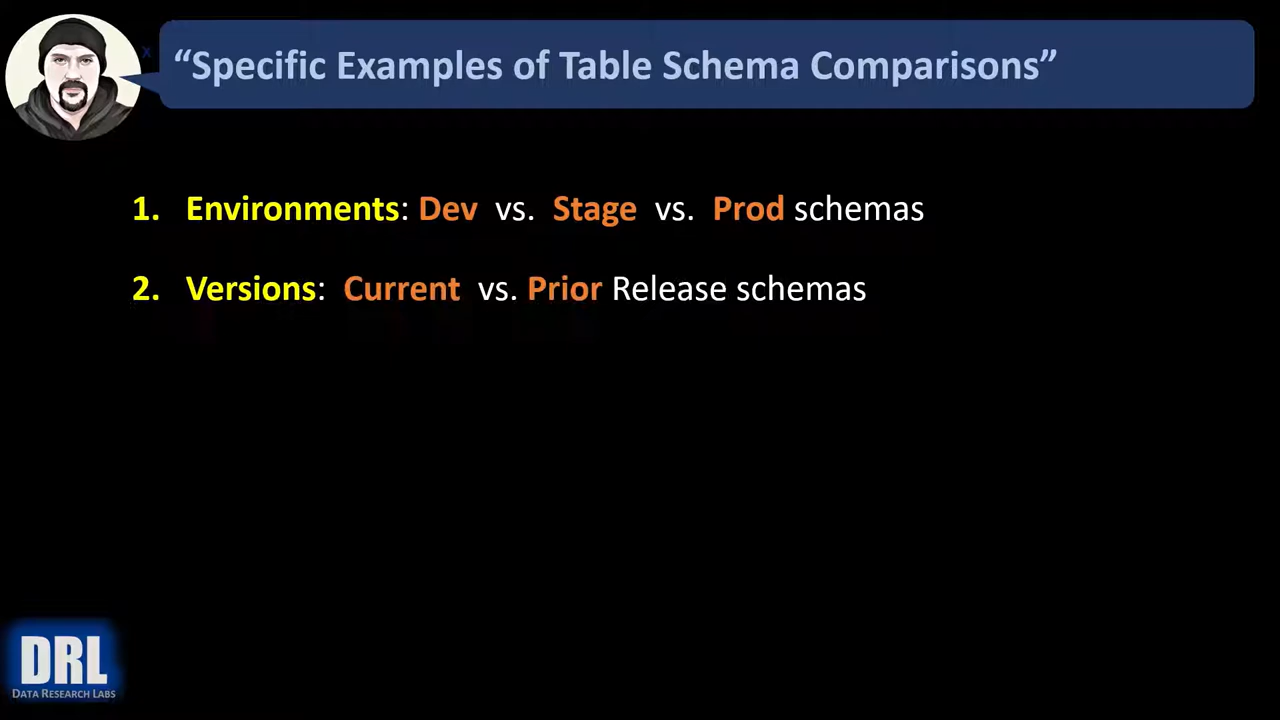 “Specific Examples of Table Schema Comparisons”
1. Environments: Dev vs. Stage vs. Prod schemas
2. Versions: Current vs. Prior Release schemas
DRL
DATA RESEARCH LABS